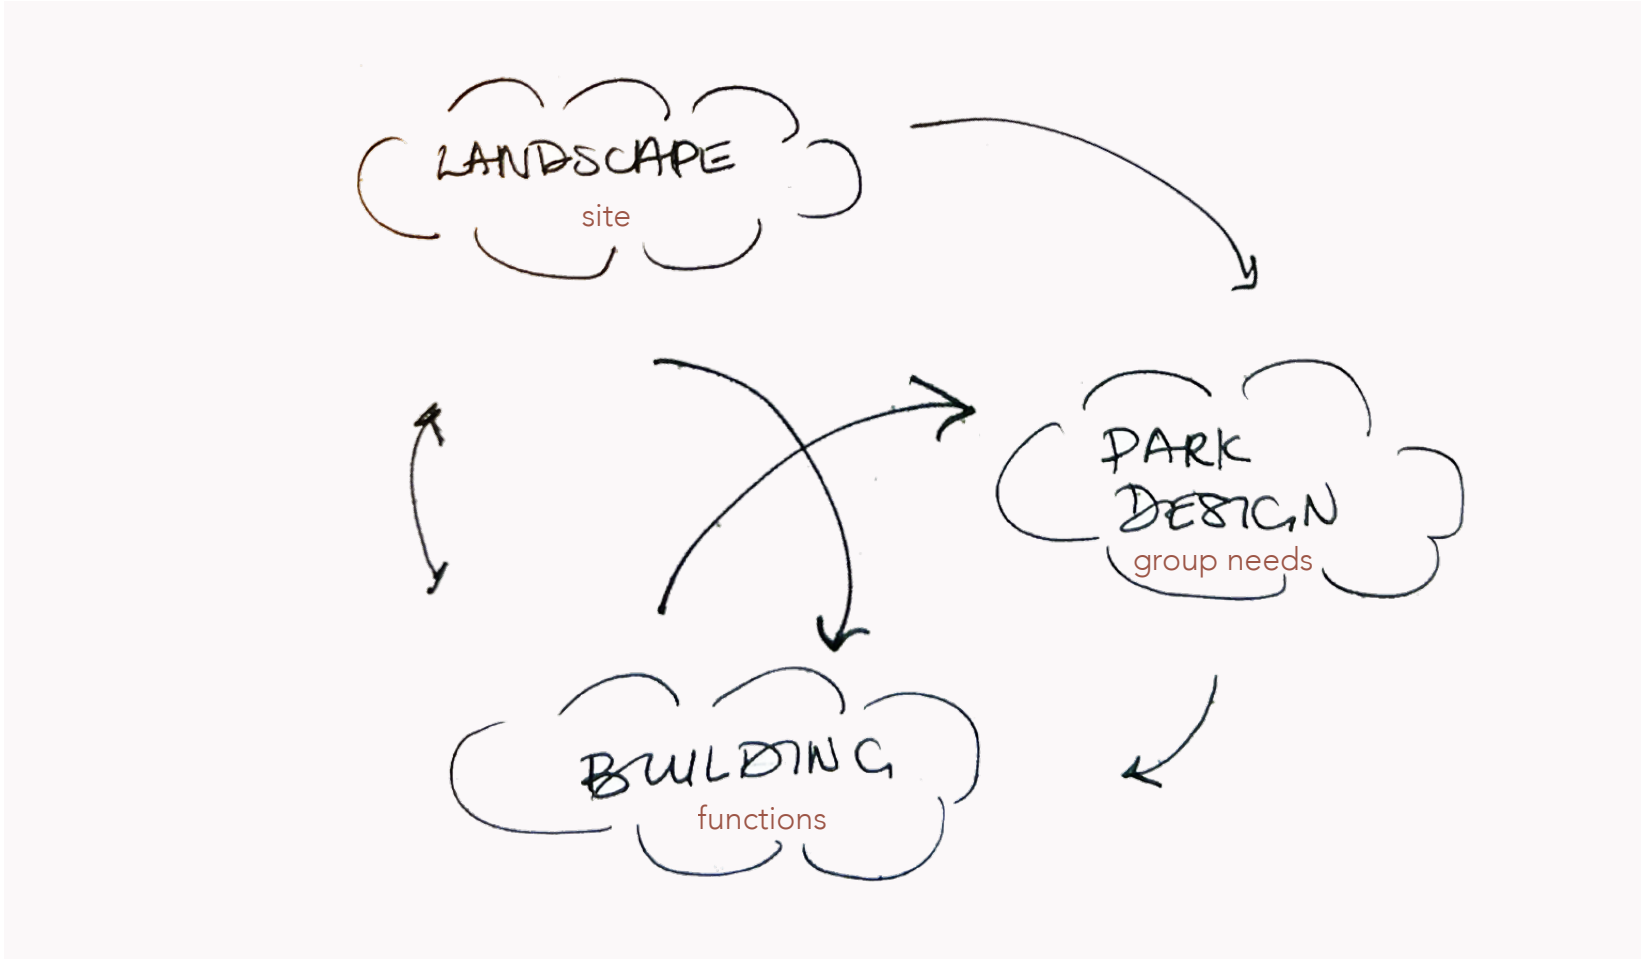 LANDSCAPE
site
PARK
DESIGN
group needs
BUILDING
functions